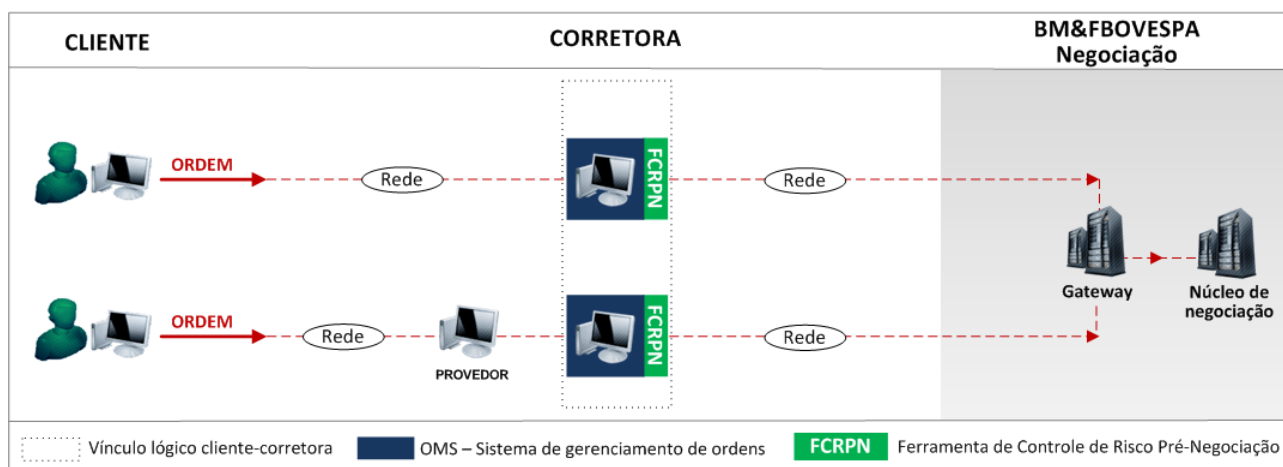 CLIENTE
CORRETORA
BM&FBOVESPA
Negociação
ORDEM
Rede
FCRPN
Rede
Gateway
Núcleo de
negociação
ORDEM
Rede
PROVEDOR
FCRPN
Rede
Vínculo lógico cliente-corretora
OMS – Sistema de gerenciamento de ordens
FCRPN
Ferramenta de Controle de Risco Pré-Negociação